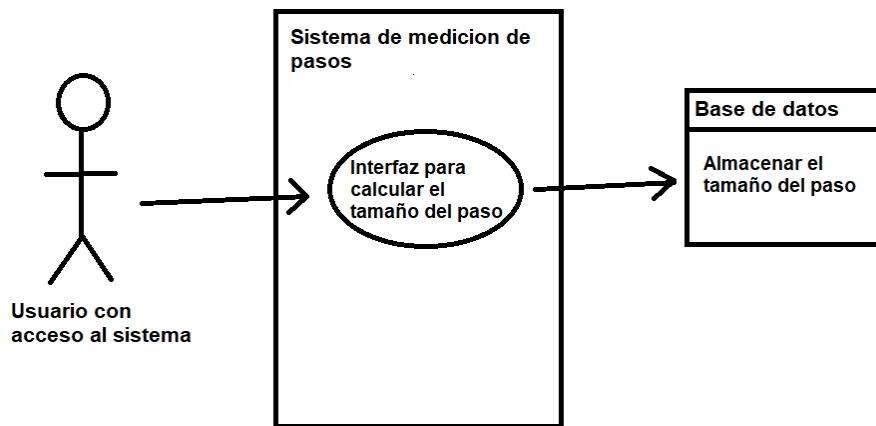 Sistema de medicion de
pasos
Interfaz para
calcular el
tamaño del paso
Base de datos
Almacenar el
tamaño del paso
Usuario con
acceso al sistema